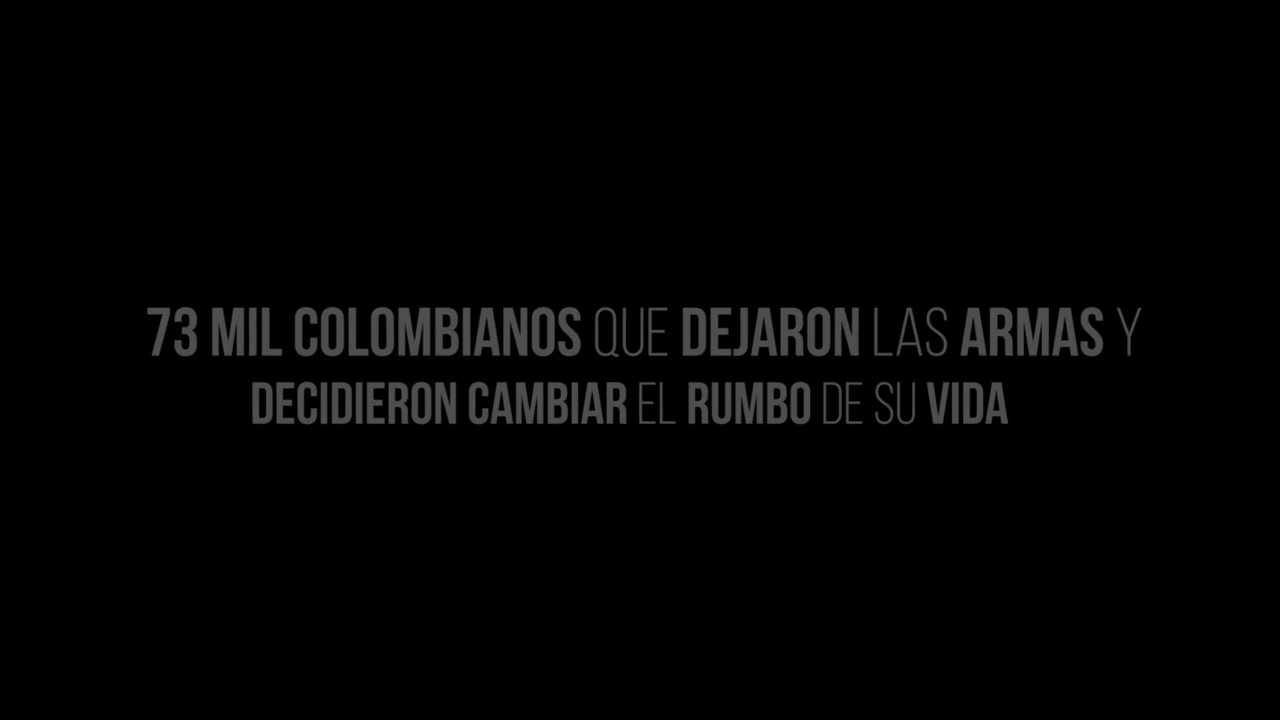 73 MIL COLOMBIANOS QUE DEJARON LAS ARMAS Y
DECIDIERON CAMBIAR EL RUMBO DE SU VIDA